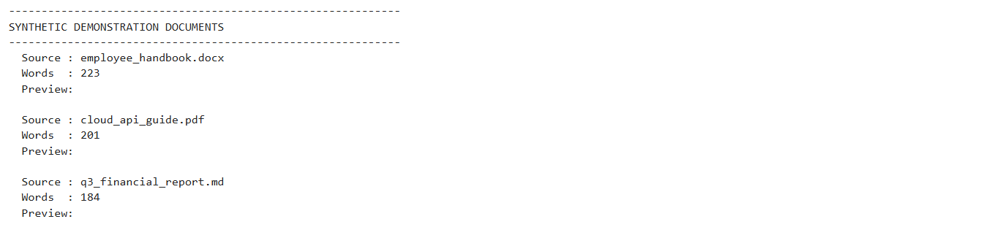 ------------------------------------------------------------
SYNTHETIC DEMONSTRATION DOCUMENTS
------------------------------------------------------------
  Source : employee_handbook.docx
  Words  : 223
  Preview:

  Source : cloud_api_guide.pdf
  Words  : 201
  Preview:

  Source : q3_financial_report.md
  Words  : 184
  Preview: